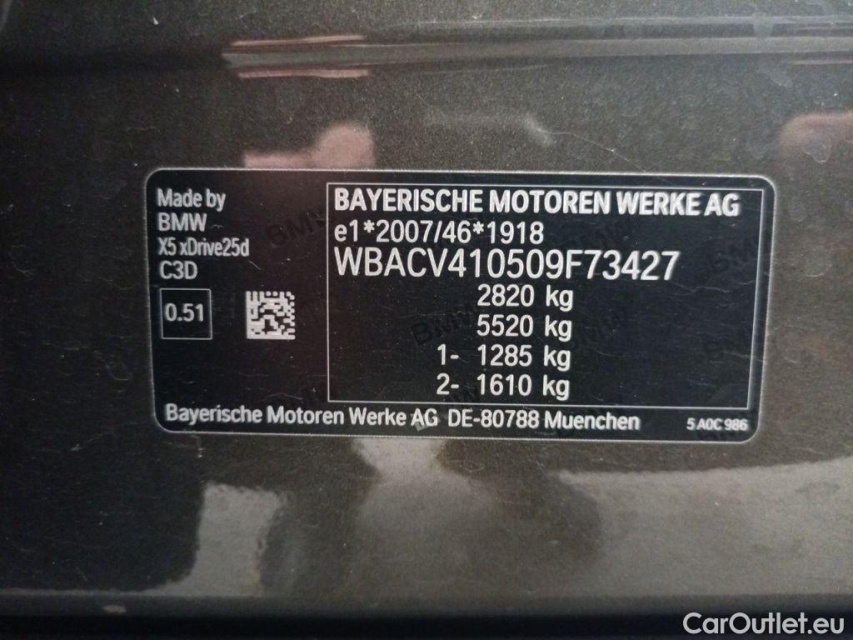 Made by
BMW
X5 xDrive25d
C3D
0.51
BAYERISCHE MOTOREN WERKE AG
e1*2007/46*1918
WBACV410509F73427
2820 kg
5520 kg
1- 1285 kg
2- 1610 kg
Bayerische Motoren Werke AG DE-80788 Muenchen
5 A0C 986
CarOutlet.eu